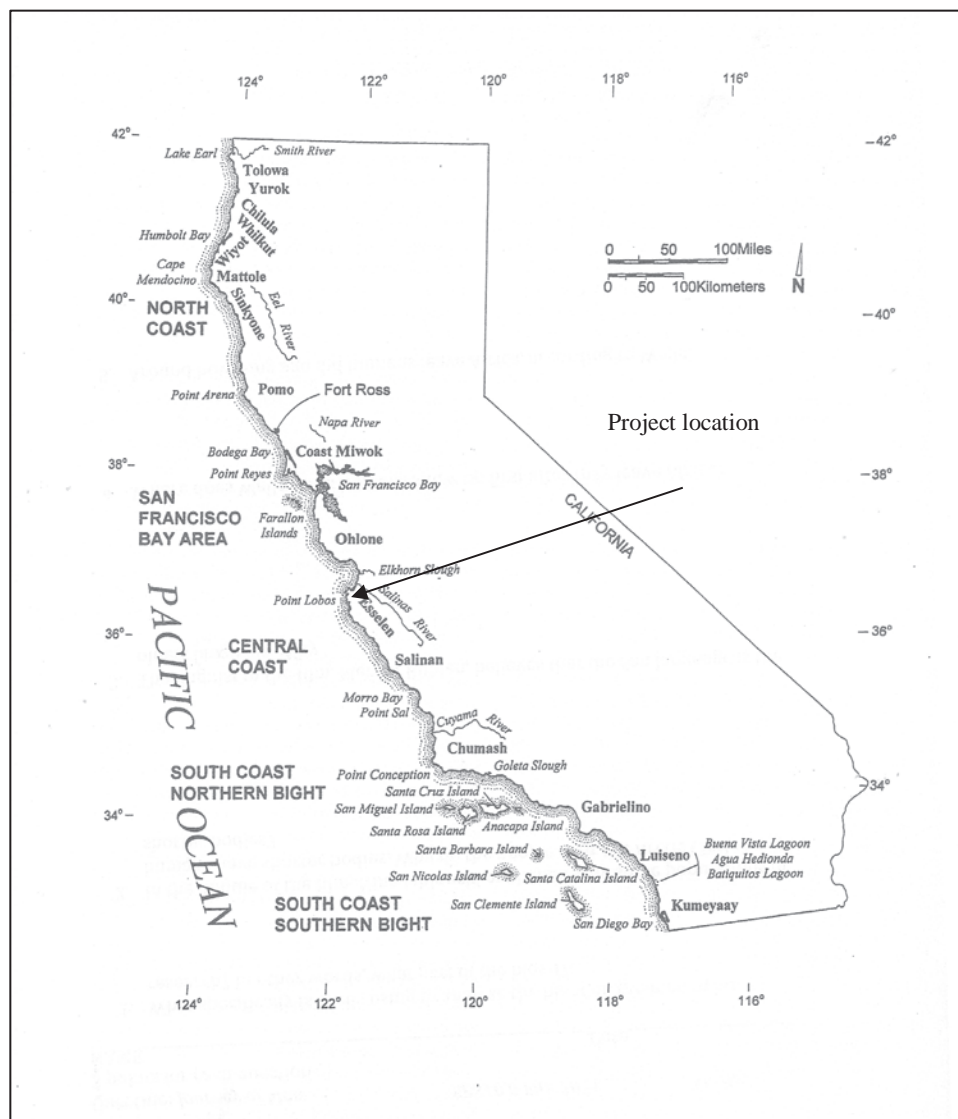 124°
122°
120°
118°
116°
42°
42°
Lake Earl
Smith River
Tolowa
Yurok
Chilula
Whilkut
Humbolt Bay
Wiyot
Cape
Mendocino
Mattole
0 50 100Miles
0 50 100Kilometers
N
40°
40°
NORTH
COAST
Sinkyone
Eel River
Point Arena
Pomo
Fort Ross
Project location
Napa River
Bodega Bay
Coast Miwok
38°
38°
Point Reyes
San Francisco Bay
SAN
FRANCISCO
BAY AREA
Farallon
Islands
CALIFORNIA
Ohlone
Elkhorn Slough
Point Lobos
Salinas River
Esselen
36°
36°
PACIFIC OCEAN
CENTRAL
COAST
Salinan
Morro Bay
Point Sal
Cuyama River
Chumash
Goleta Slough
SOUTH COAST
NORTHERN BIGHT
Point Conception
34°
34°
Santa Cruz Island
San Miguel Island
Gabrielino
Santa Rosa Island
Anacapa Island
Santa Barbara Island
Luiseno
Buena Vista Lagoon
Agua Hedionda
Batiquitos Lagoon
San Nicolas Island
Santa Catalina Island
SOUTH COAST
SOUTHERN BIGHT
San Clemente Island
Kumeyaay
San Diego Bay
124°
122°
120°
118°
116°